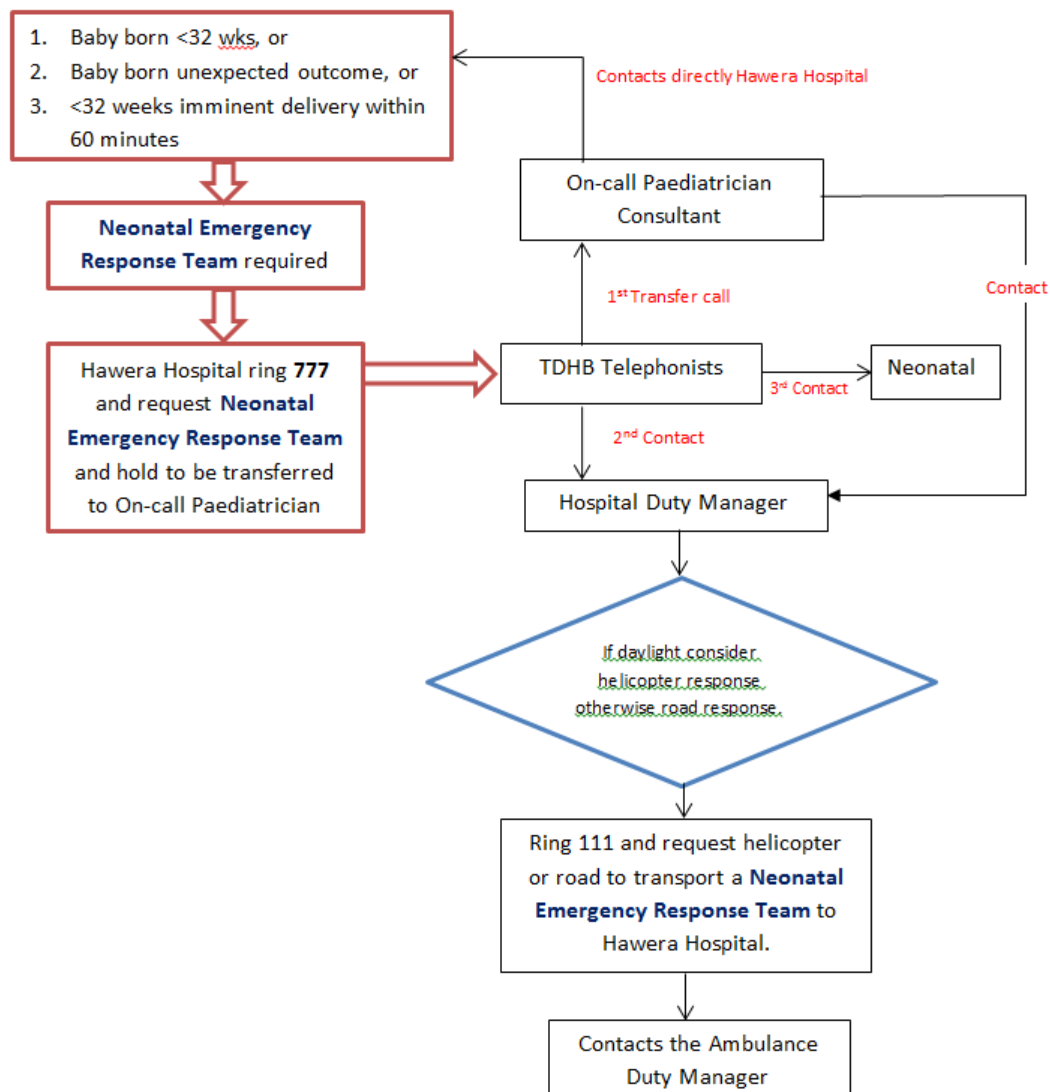 1. Baby born <32 wks, or
2. Baby born unexpected outcome, or
3. <32 weeks imminent delivery within
60 minutes
Contacts directly Hawera Hospital
On-call Paediatrician
Consultant
Neonatal Emergency
Response Team required
Contact
1st Transfer call
Hawera Hospital ring 777
and request Neonatal
Emergency Response Team
and hold to be transferred
to On-call Paediatrician
TDHB Telephonists
3rd Contact
Neonatal
2nd Contact
Hospital Duty Manager
If daylight consider
helicopter response
otherwise road response.
Ring 111 and request helicopter
or road to transport a Neonatal
Emergency Response Team to
Hawera Hospital.
Contacts the Ambulance
Duty Manager